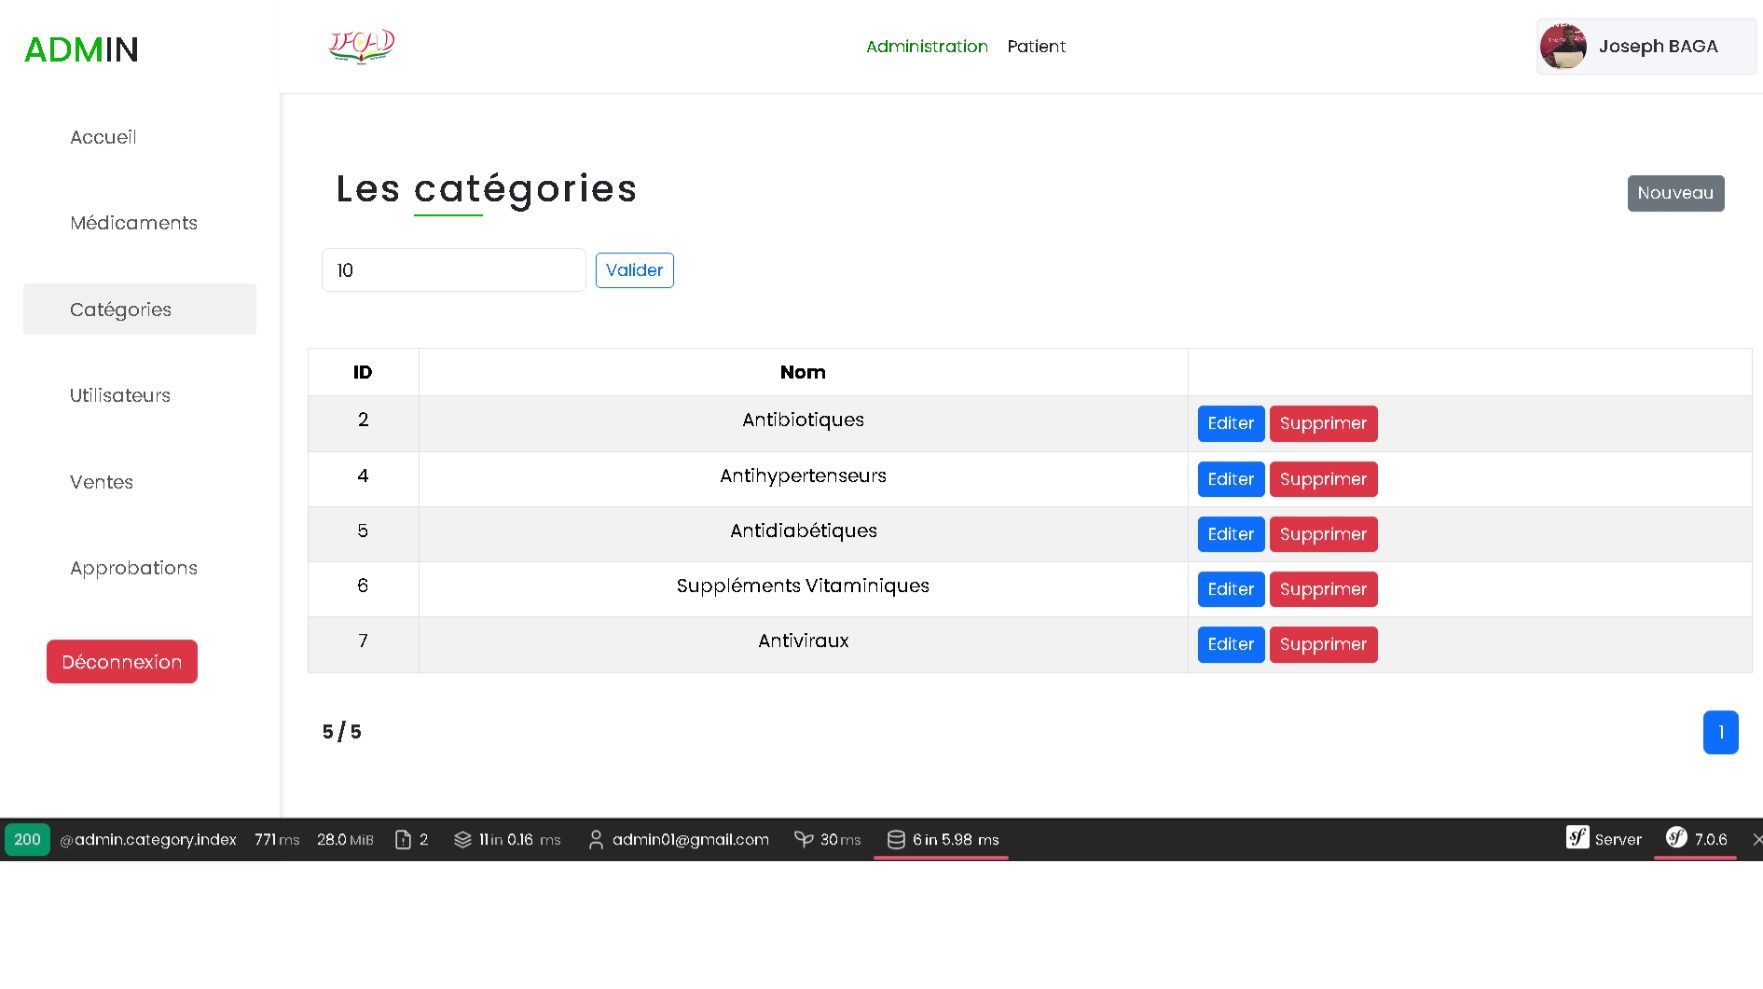 ADMIN
Accueil
Médicaments
Catégories
Utilisateurs
Ventes
Approbations
Déconnexion
IFCAD
Administration Patient
Joseph BAGA
Les catégories
Nouveau
10
Valider
ID Nom
2 Antibiotiques Editer Supprimer
4 Antihypertenseurs Editer Supprimer
5 Antidiabétiques Editer Supprimer
6 Suppléments Vitaminiques Editer Supprimer
7 Antiviraux Editer Supprimer
5 / 5
1
200 @admin.category.index 771 ms 28.0 MiB 2 11 in 0.16 ms admin01@gmail.com 30 ms 6 in 5.98 ms Server 7.0.6